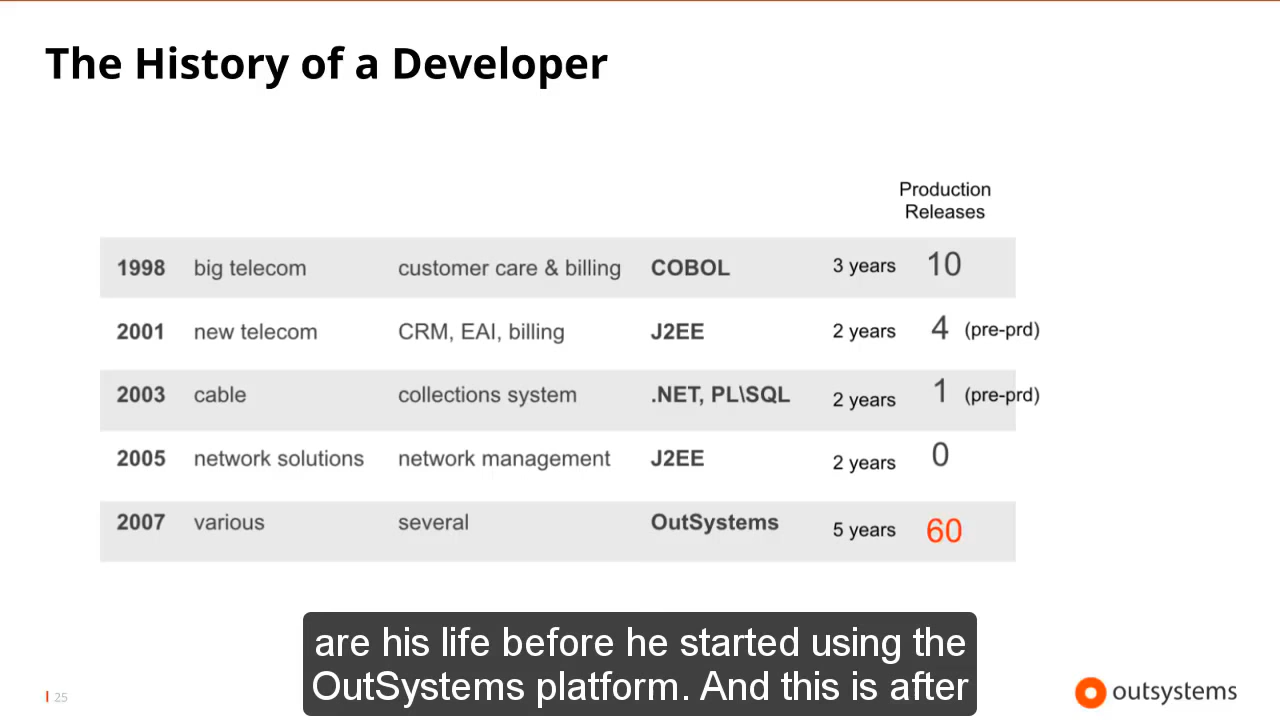 The History of a Developer
Production
Releases
1998 big telecom customer care & billing COBOL 3 years 10
2001 new telecom CRM, EAI, billing J2EE 2 years 4 (pre-prd)
2003 cable collections system .NET, PL\SQL 2 years 1 (pre-prd)
2005 network solutions network management J2EE 2 years 0
2007 various several OutSystems 5 years 60
are his life before he started using the
OutSystems platform. And this is after
25
outsystems